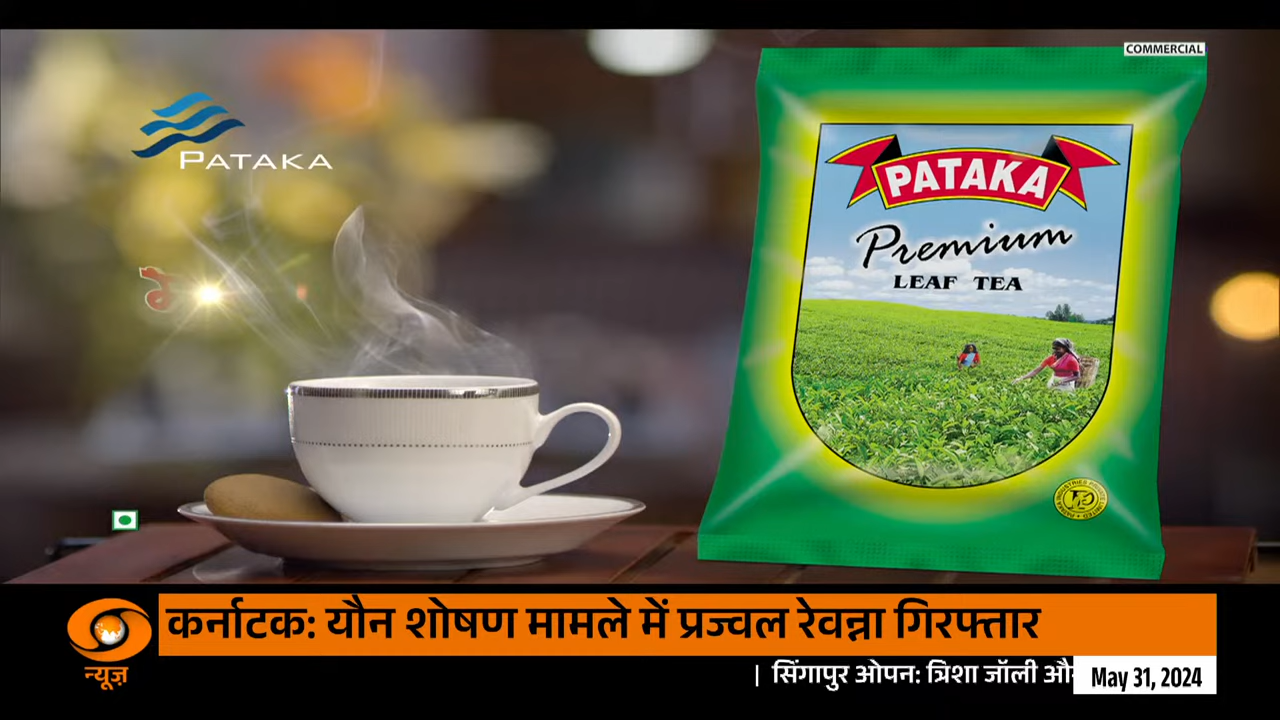 COMMERCIAL
PATAKA
PATAKA
Premium
LEAF TEA
कर्नाटक: यौन शोषण मामले में प्रज्वल रेवन्ना गिरफ्तार
न्यूज़
| सिंगापुर ओपन: त्रिशा जॉली
May 31, 2024